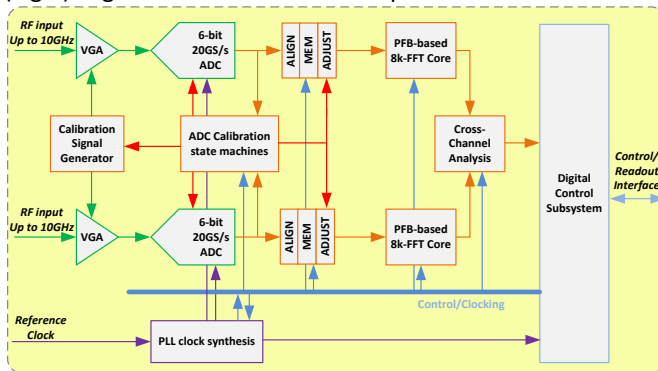 RF input
Up to 10GHz
VGA
6-bit
20GS/s
ADC
ALIGN
MEM
ADJUST
PFB-based
8k-FFT Core
Calibration
Signal
Generator
ADC Calibration
state machines
Cross-
Channel
Analysis
Digital
Control
Subsystem
Control/
Readout
Interface
RF input
Up to 10GHz
VGA
6-bit
20GS/s
ADC
ALIGN
MEM
ADJUST
PFB-based
8k-FFT Core
Control/Clocking
Reference
Clock
PLL clock synthesis